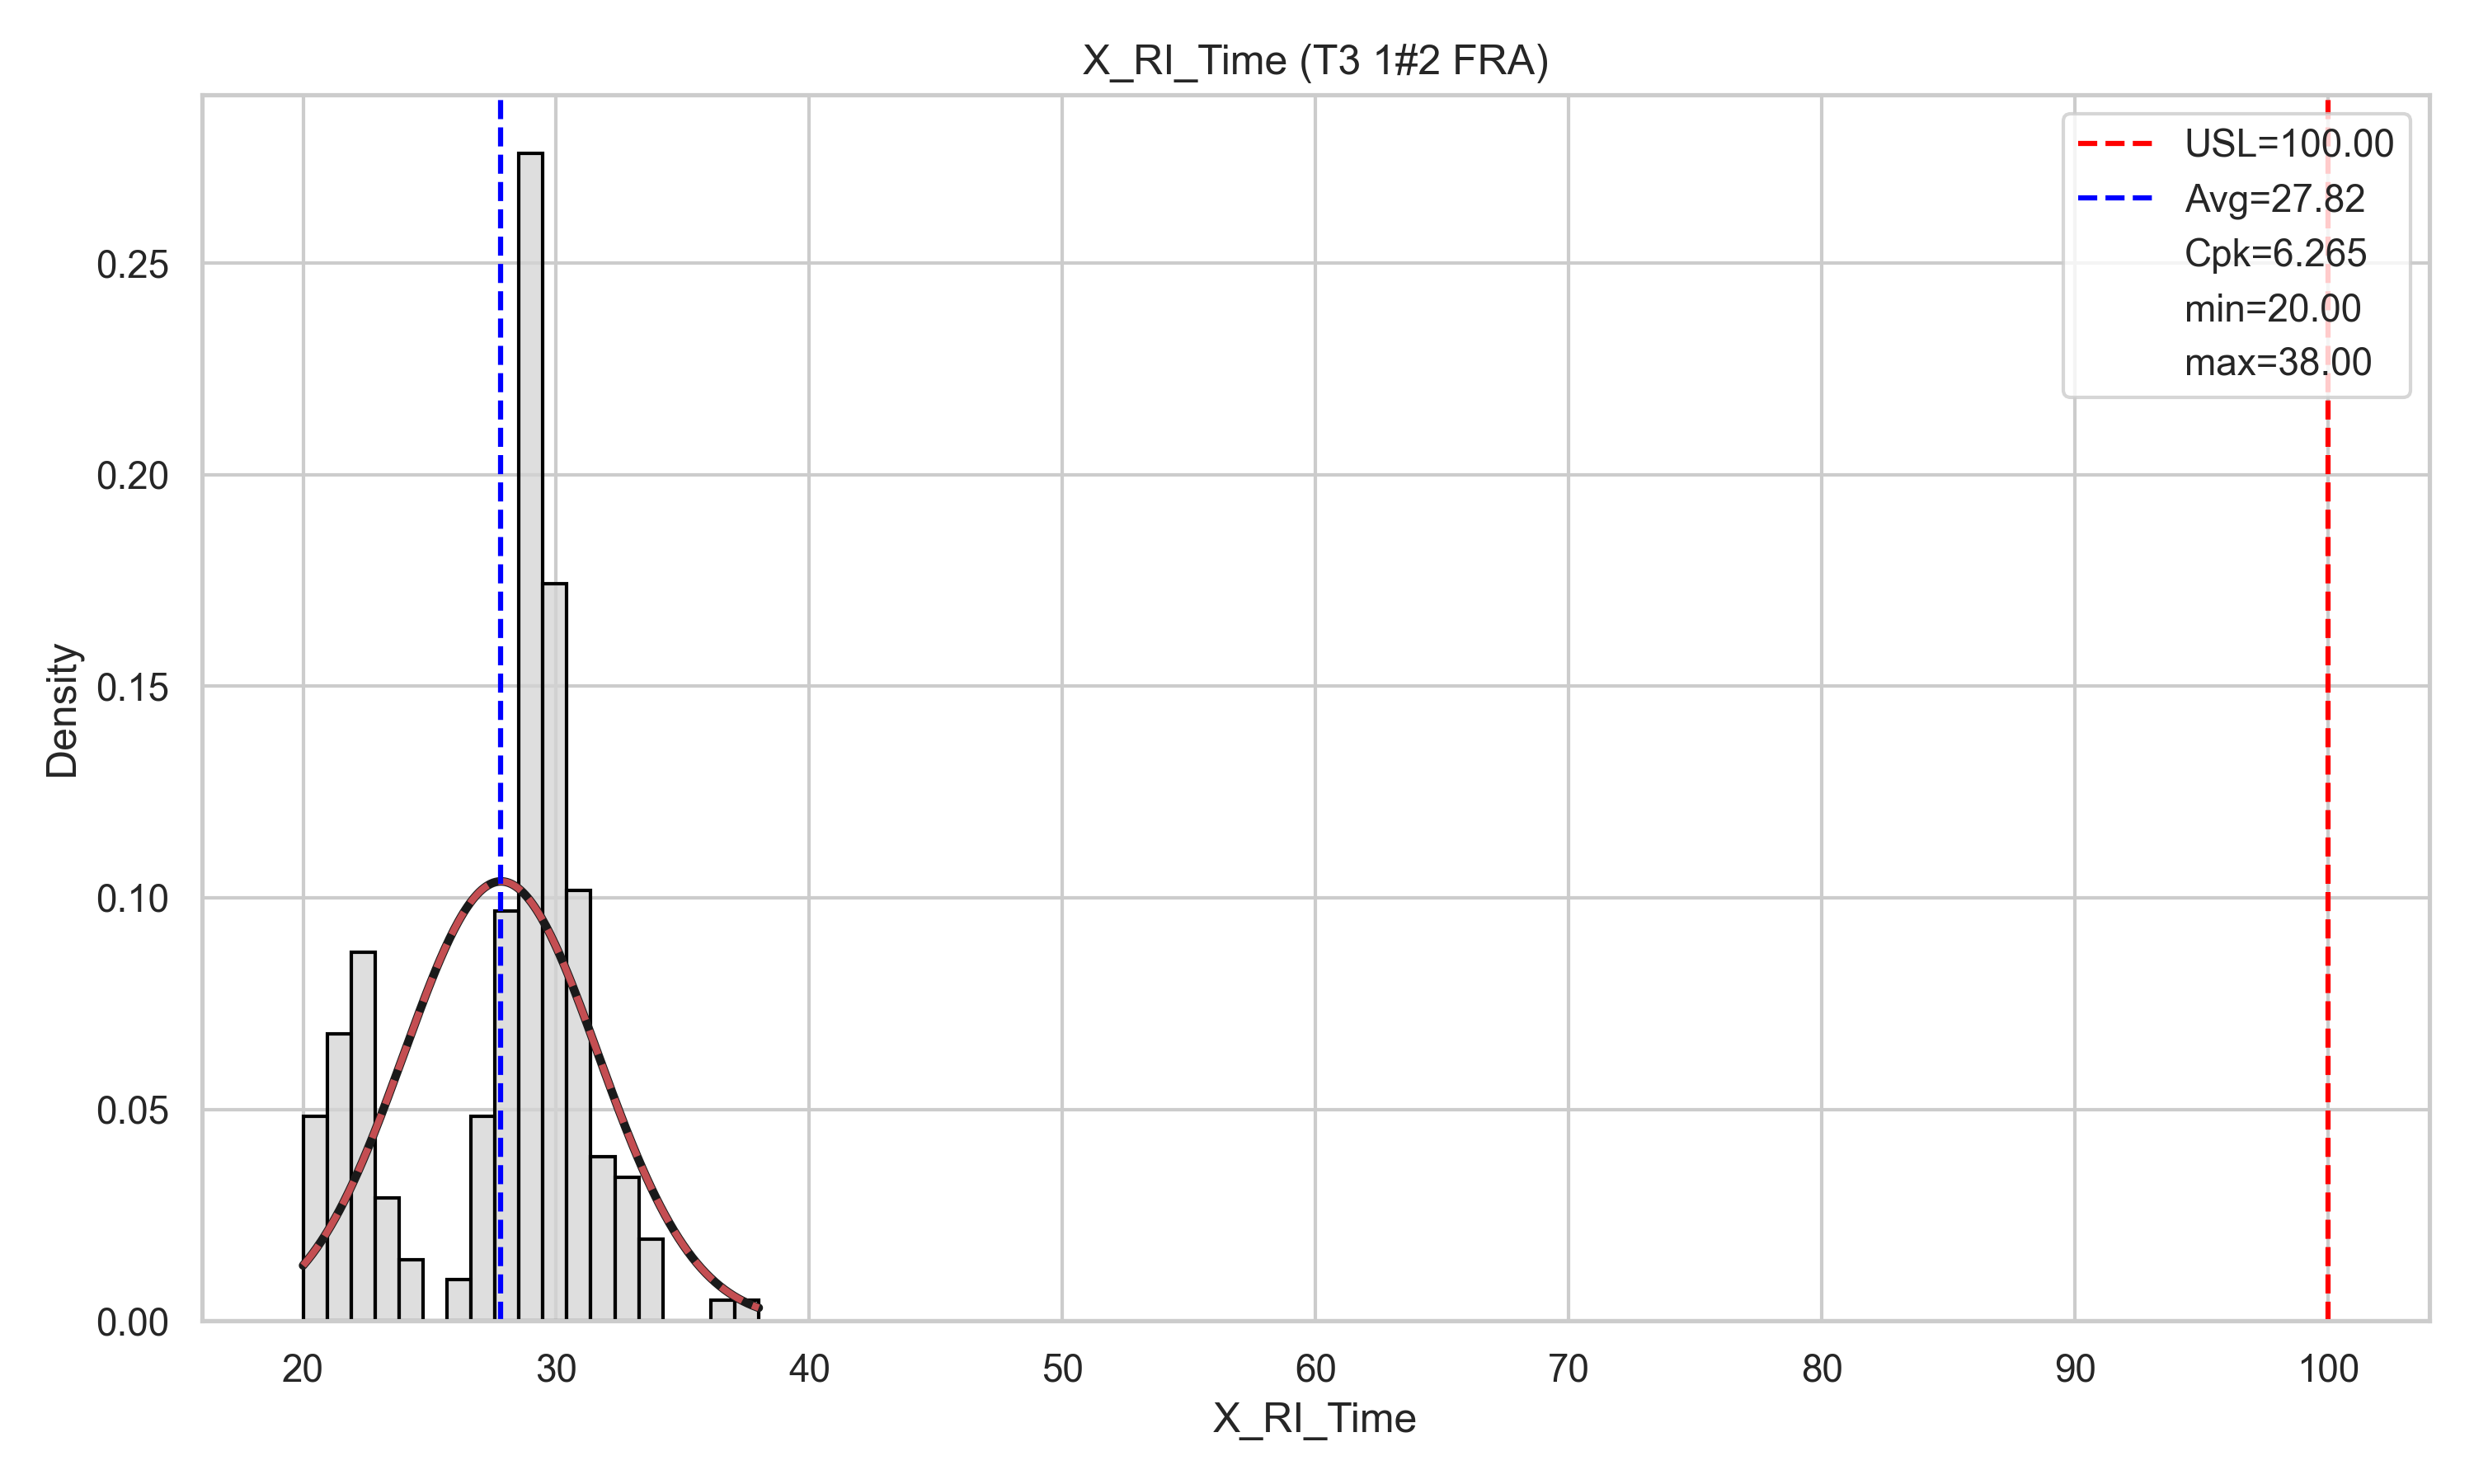 X_RI_Time (T3 1#2 FRA)
USL=100.00
Avg=27.82
Cpk=6.265
min=20.00
max=38.00
Density
0.25
0.20
0.15
0.10
0.05
0.00
20 30 40 50 60 70 80 90 100
X_RI_Time